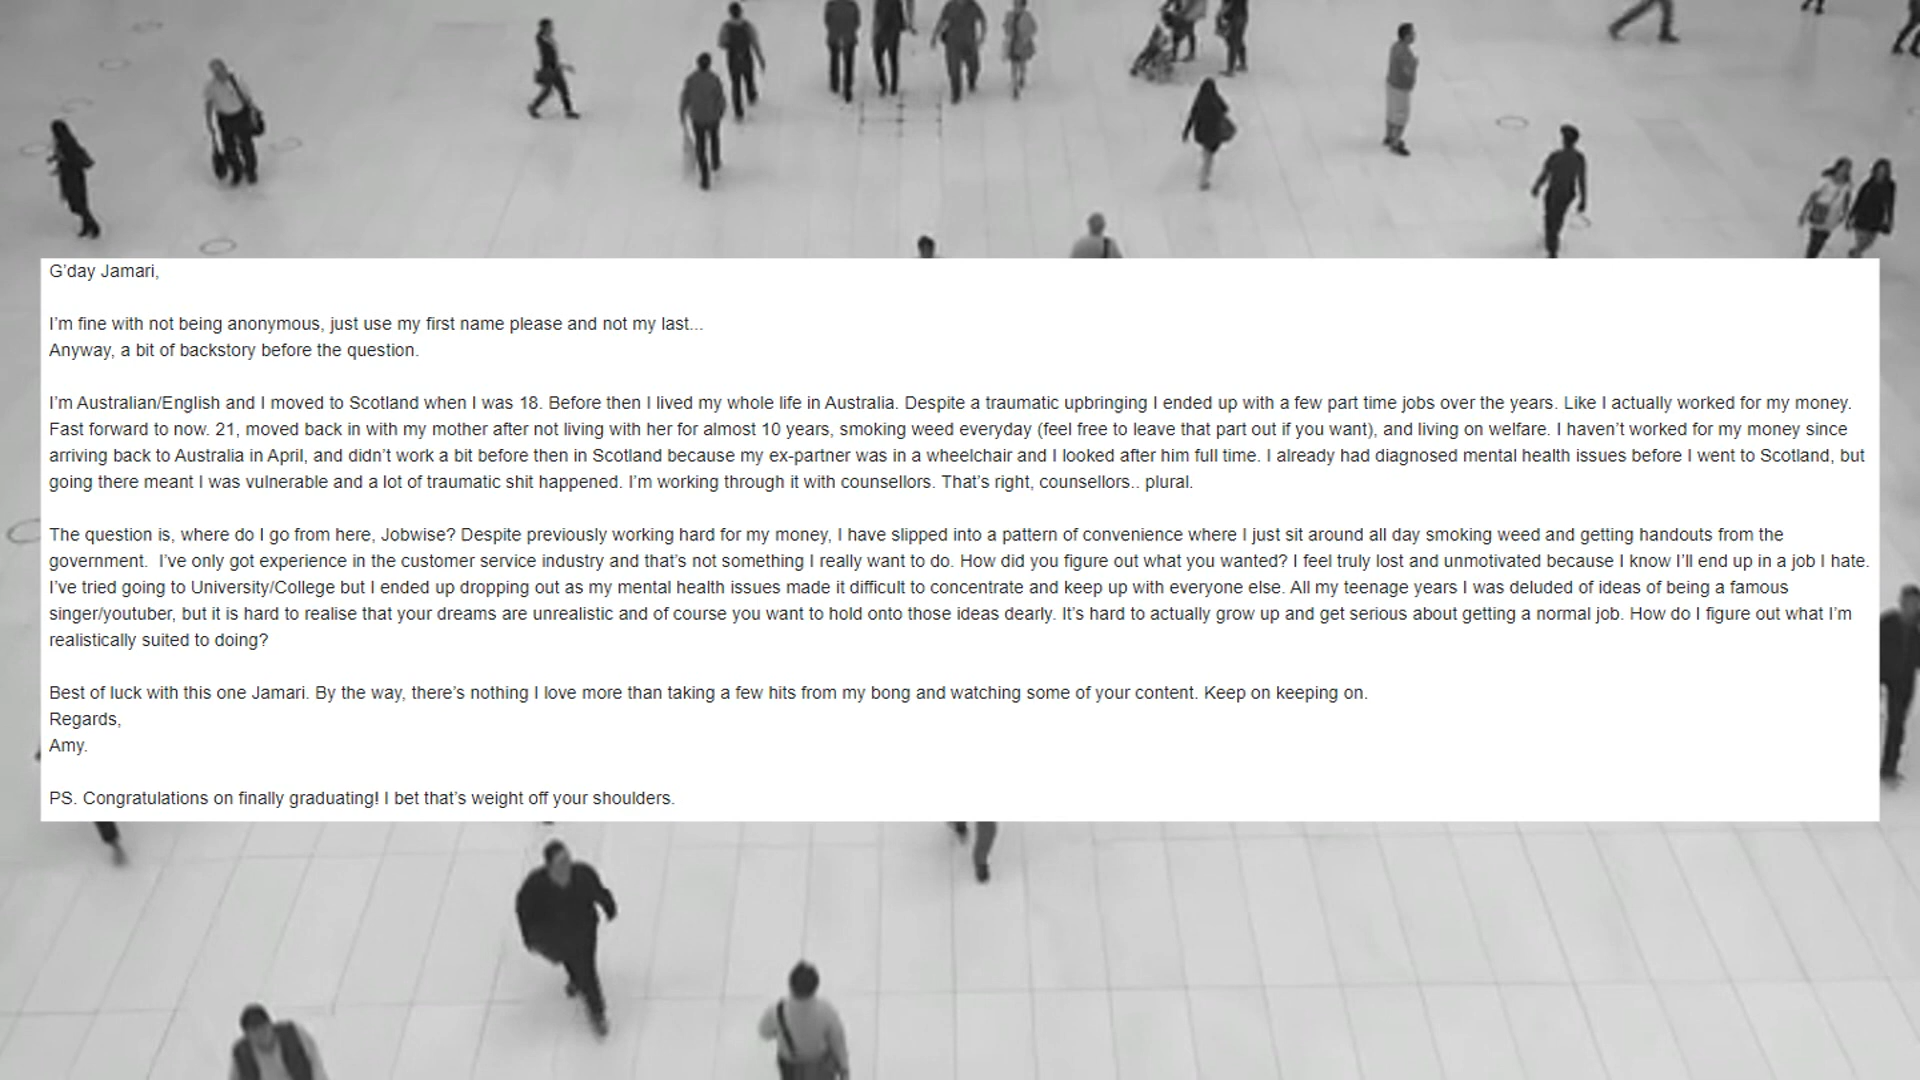 G’day Jamari,
I’m fine with not being anonymous, just use my first name please and not my last...
Anyway, a bit of backstory before the question.
I’m Australian/English and I moved to Scotland when I was 18. Before then I lived my whole life in Australia. Despite a traumatic upbringing I ended up with a few part time jobs over the years. Like I actually worked for my money.
Fast forward to now. 21, moved back in with my mother after not living with her for almost 10 years, smoking weed everyday (feel free to leave that part out if you want), and living on welfare. I haven’t worked for my money since
arriving back to Australia in April, and didn’t work a bit before then in Scotland because my ex-partner was in a wheelchair and I looked after him full time. I already had diagnosed mental health issues before I went to Scotland, but
going there meant I was vulnerable and a lot of traumatic shit happened. I’m working through it with counsellors. That’s right, counsellors.. plural.
The question is, where do I go from here, Jobwise? Despite previously working hard for my money, I have slipped into a pattern of convenience where I just sit around all day smoking weed and getting handouts from the
government.  I’ve only got experience in the customer service industry and that’s not something I really want to do. How did you figure out what you wanted? I feel truly lost and unmotivated because I know I’ll end up in a job I hate.
I’ve tried going to University/College but I ended up dropping out as my mental health issues made it difficult to concentrate and keep up with everyone else. All my teenage years I was deluded of ideas of being a famous
singer/youtuber, but it is hard to realise that your dreams are unrealistic and of course you want to hold onto those ideas dearly. It’s hard to actually grow up and get serious about getting a normal job. How do I figure out what I’m
realistically suited to doing?
Best of luck with this one Jamari. By the way, there’s nothing I love more than taking a few hits from my bong and watching some of your content. Keep on keeping on.
Regards,
Amy.
PS. Congratulations on finally graduating! I bet that’s weight off your shoulders.